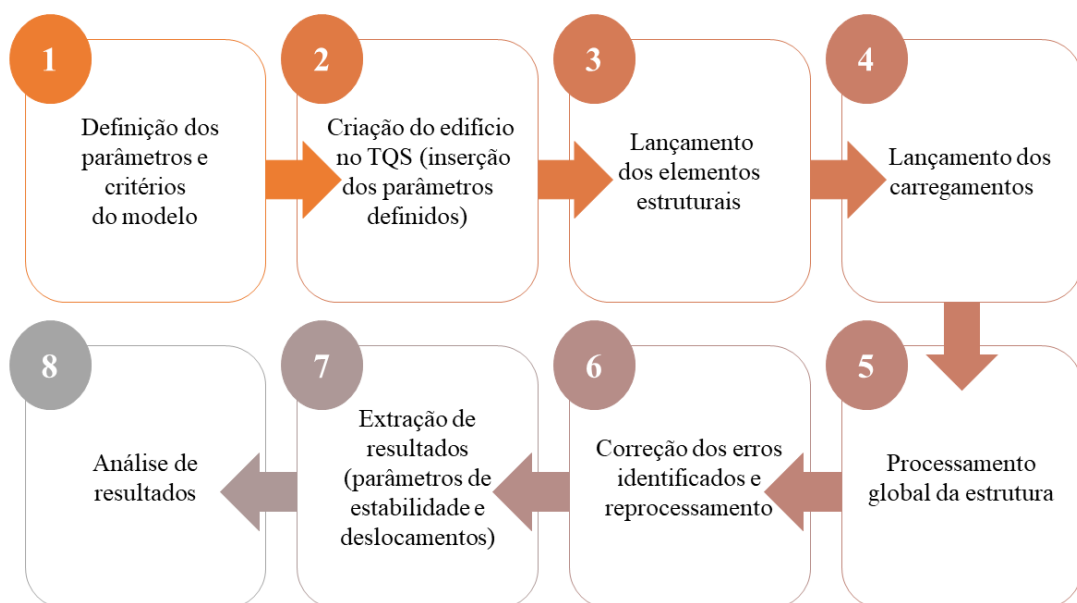 1
Definição dos
parâmetros e
critérios
do modelo
2
Criação do edifício
no TQS (inserção
dos parâmetros
definidos)
3
Lançamento
dos elementos
estruturais
4
Lançamento dos
carregamentos
5
Processamento
global da estrutura
6
Correção dos erros
identificados e
reprocessamento
7
Extração de
resultados
(parâmetros de
estabilidade e
deslocamentos)
8
Análise de
resultados